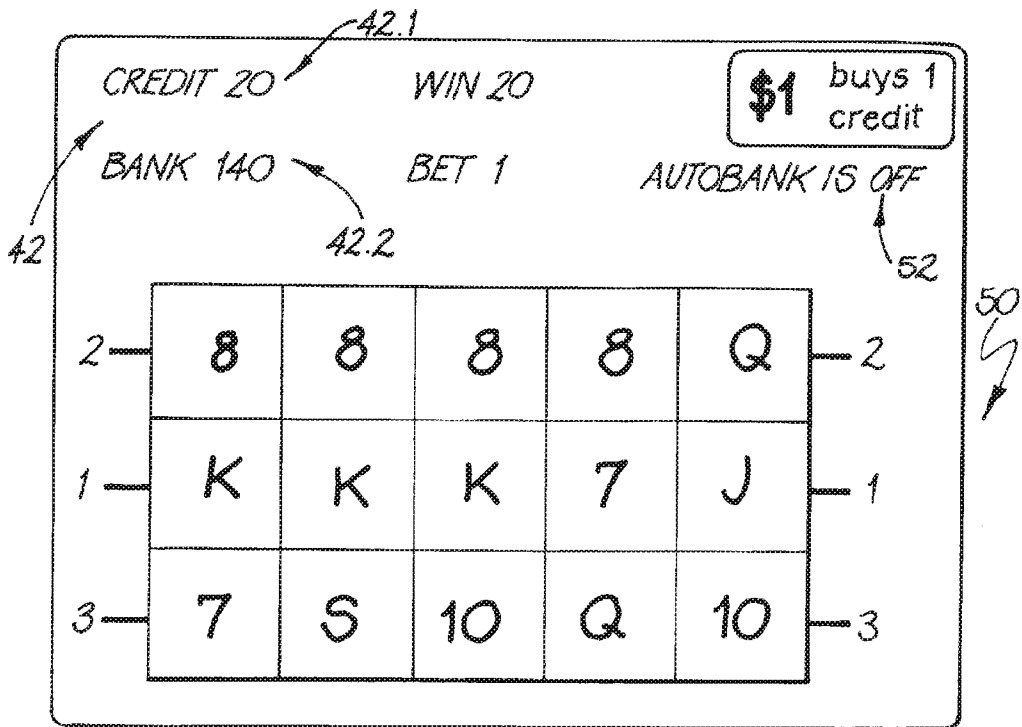 42.1
CREDIT 20 WIN 20 $1 buys 1
credit
BANK 140 BET 1 AUTOBANK IS OFF
42 42.2 52
50
2 8 8 8 8 Q 2
1 K K K 7 J 1
3 7 S 10 Q 10 3